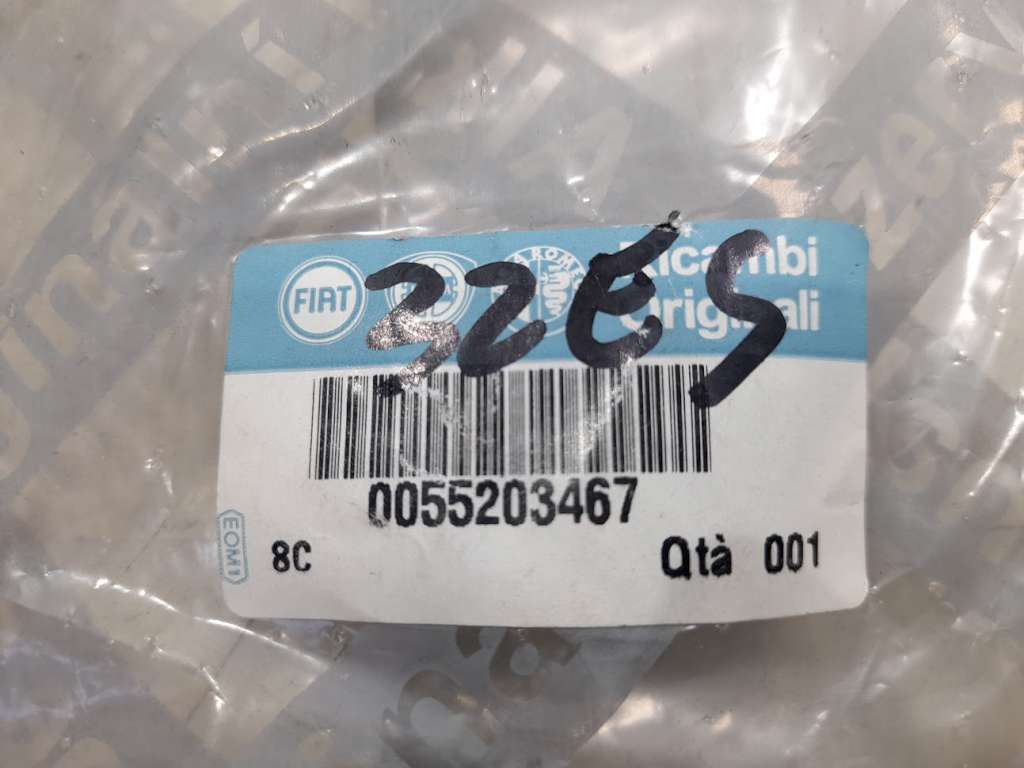 FIAT
Ricambi
Originali
32ES
0055203467
EOM1
8C
Qtà 001